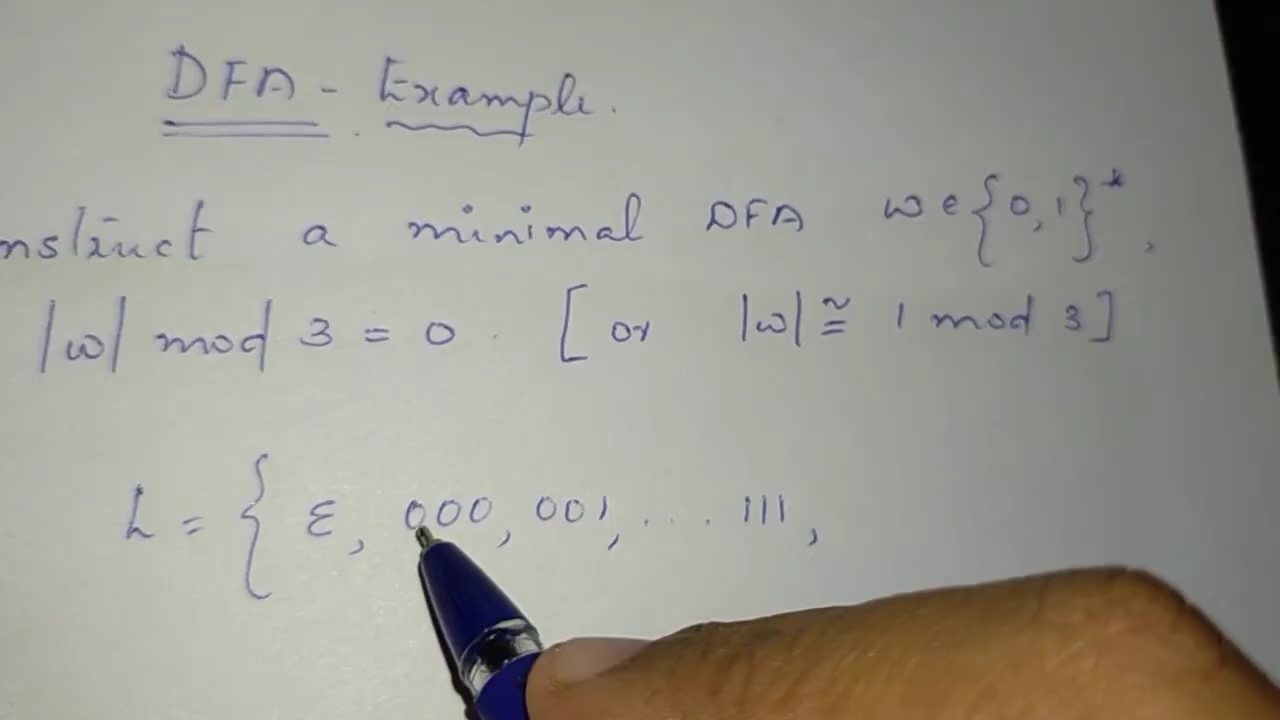 DFA - Example.
nstruct a minimal DFA w ∈ {0,1}*,
|w| mod 3 = 0. [or |w| ≅ 1 mod 3]
L = { ε, 000, 001, ... 111,